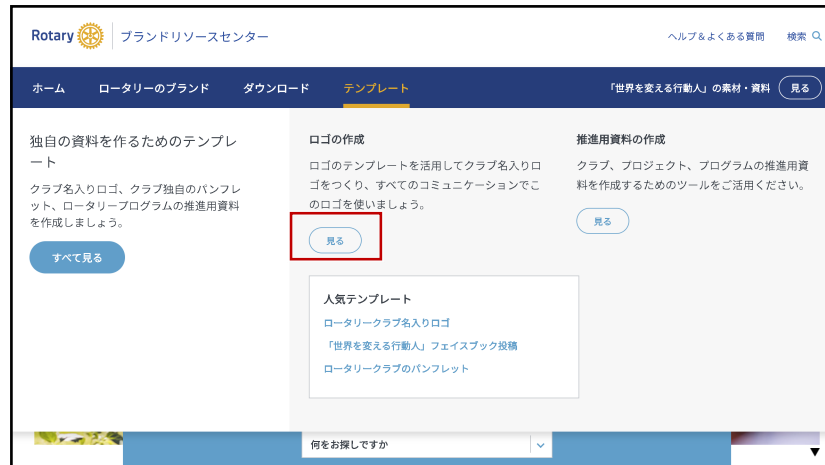 Rotary
ブランドリソースセンター
ヘルプ&よくある質問
検索
ホーム
ロータリーのブランド
ダウンロード
テンプレート
「世界を変える行動人」の素材・資料
見る
独自の資料を作るためのテンプレ
ート
クラブ名入りロゴ、クラブ独自のパンフレ
ット、ロータリープログラムの推進用資料
を作成しましょう。
すべて見る
ロゴの作成
ロゴのテンプレートを活用してクラブ名入りロ
ゴをつくり、すべてのコミュニケーションでこ
のロゴを使いましょう。
見る
推進用資料の作成
クラブ、プロジェクト、プログラムの推進用資
料を作成するためのツールをご活用ください。
見る
人気テンプレート
ロータリークラブ名入りロゴ
「世界を変える行動人」フェイスブック投稿
ロータリークラブのパンフレット
何をお探しですか